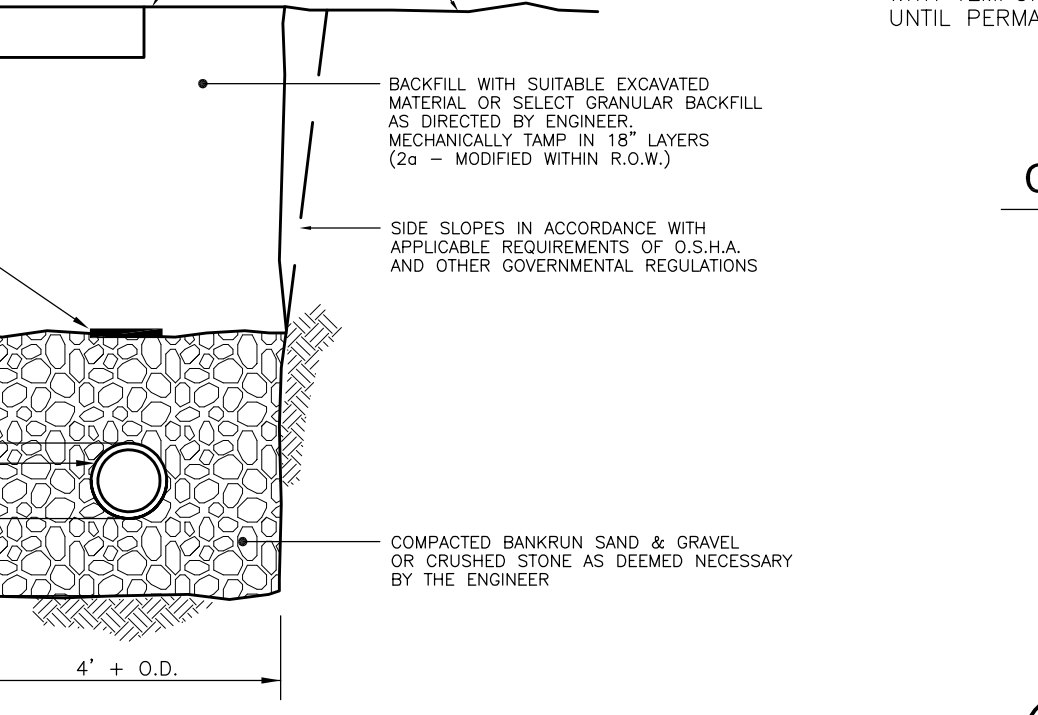 UNTIL PERMA
BACKFILL WITH SUITABLE EXCAVATED
MATERIAL OR SELECT GRANULAR BACKFILL
AS DIRECTED BY ENGINEER.
MECHANICALLY TAMP IN 18” LAYERS
(2a – MODIFIED WITHIN R.O.W.)
SIDE SLOPES IN ACCORDANCE WITH
APPLICABLE REQUIREMENTS OF O.S.H.A.
AND OTHER GOVERNMENTAL REGULATIONS
COMPACTED BANKRUN SAND & GRAVEL
OR CRUSHED STONE AS DEEMED NECESSARY
BY THE ENGINEER
4' + O.D.